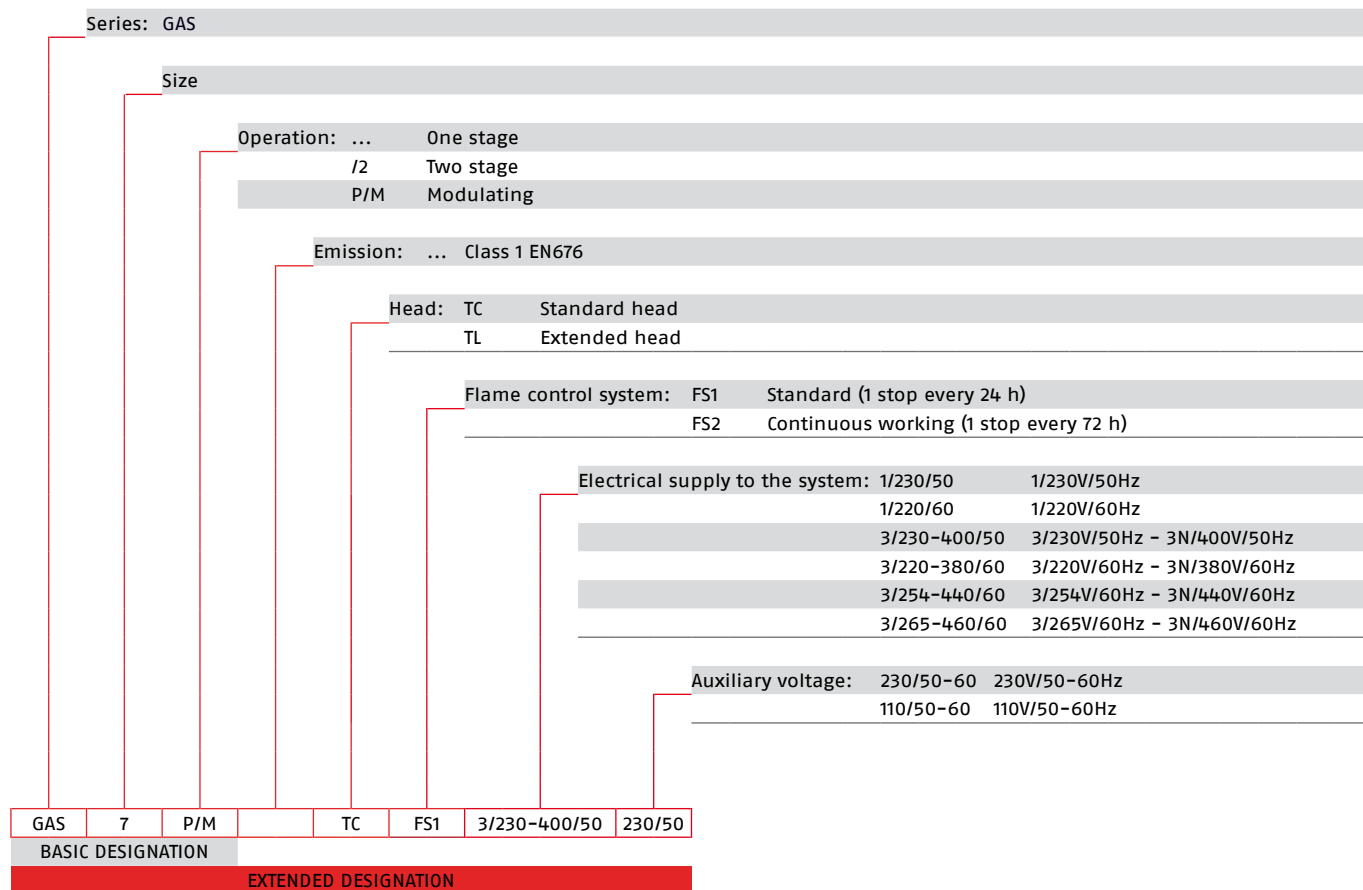 Series: GAS
Size
Operation: ... One stage
/2 Two stage
P/M Modulating
Emission: ... Class 1 EN676
Head: TC Standard head
TL Extended head
Flame control system: FS1 Standard (1 stop every 24 h)
FS2 Continuous working (1 stop every 72 h)
Electrical supply to the system: 1/230/50 1/230V/50Hz
1/220/60 1/220V/60Hz
3/230-400/50 3/230V/50Hz - 3N/400V/50Hz
3/220-380/60 3/220V/60Hz - 3N/380V/60Hz
3/254-440/60 3/254V/60Hz - 3N/440V/60Hz
3/265-460/60 3/265V/60Hz - 3N/460V/60Hz
Auxiliary voltage: 230/50-60 230V/50-60Hz
110/50-60 110V/50-60Hz
GAS 7 P/M TC FS1 3/230-400/50 230/50
BASIC DESIGNATION
EXTENDED DESIGNATION